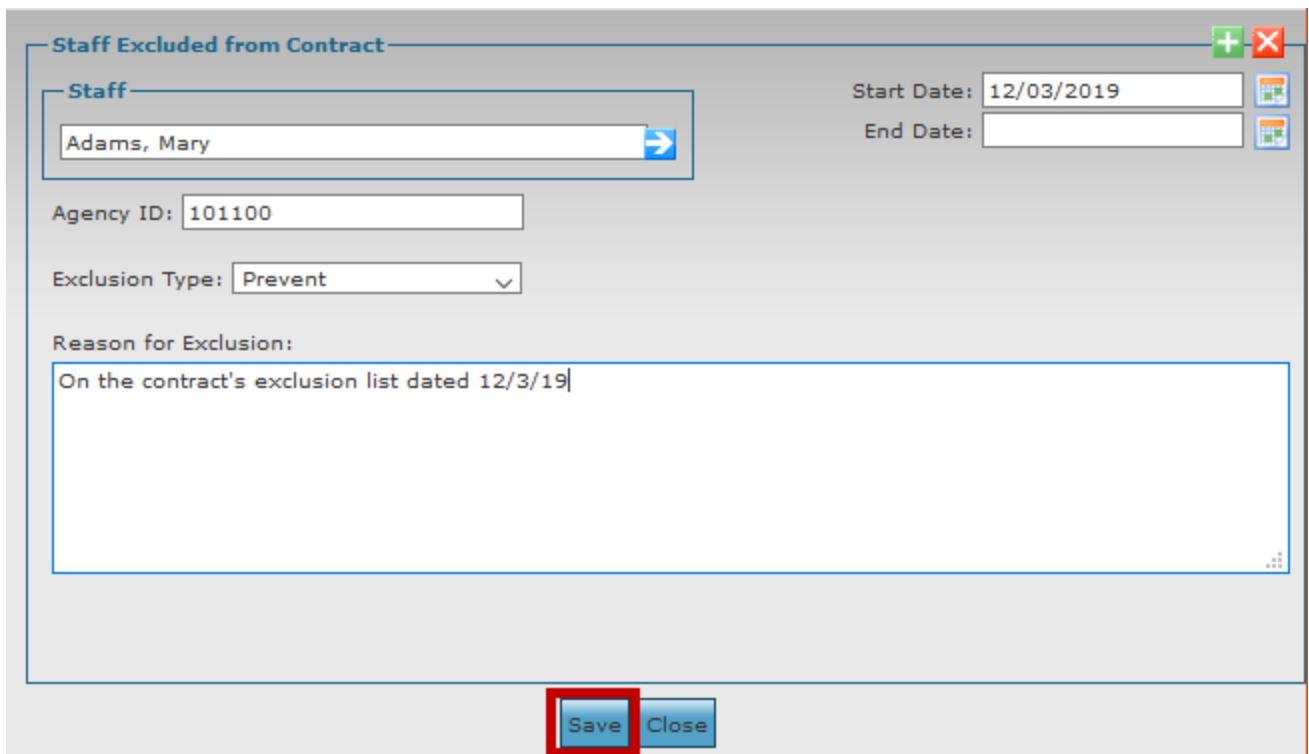 Staff Excluded from Contract
Staff
Adams, Mary
Start Date: 12/03/2019
End Date:
Agency ID: 101100
Exclusion Type: Prevent
Reason for Exclusion:
On the contract's exclusion list dated 12/3/19
Save Close